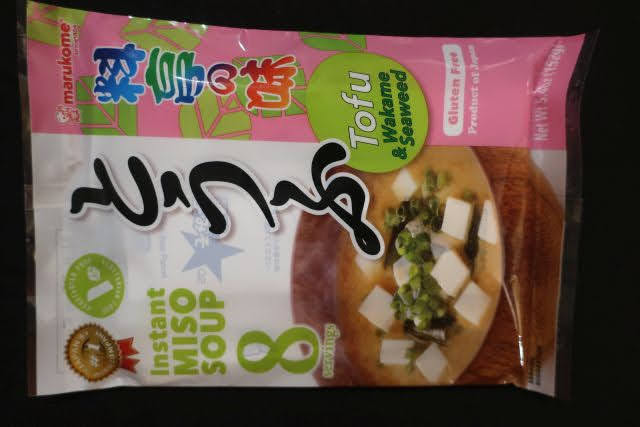 marukome
料亭の味
Tofu
& Wakame
Seaweed
Gluten Free
Product of Japan
とうふ
Instant
MISO
SOUP
8
servings
#1